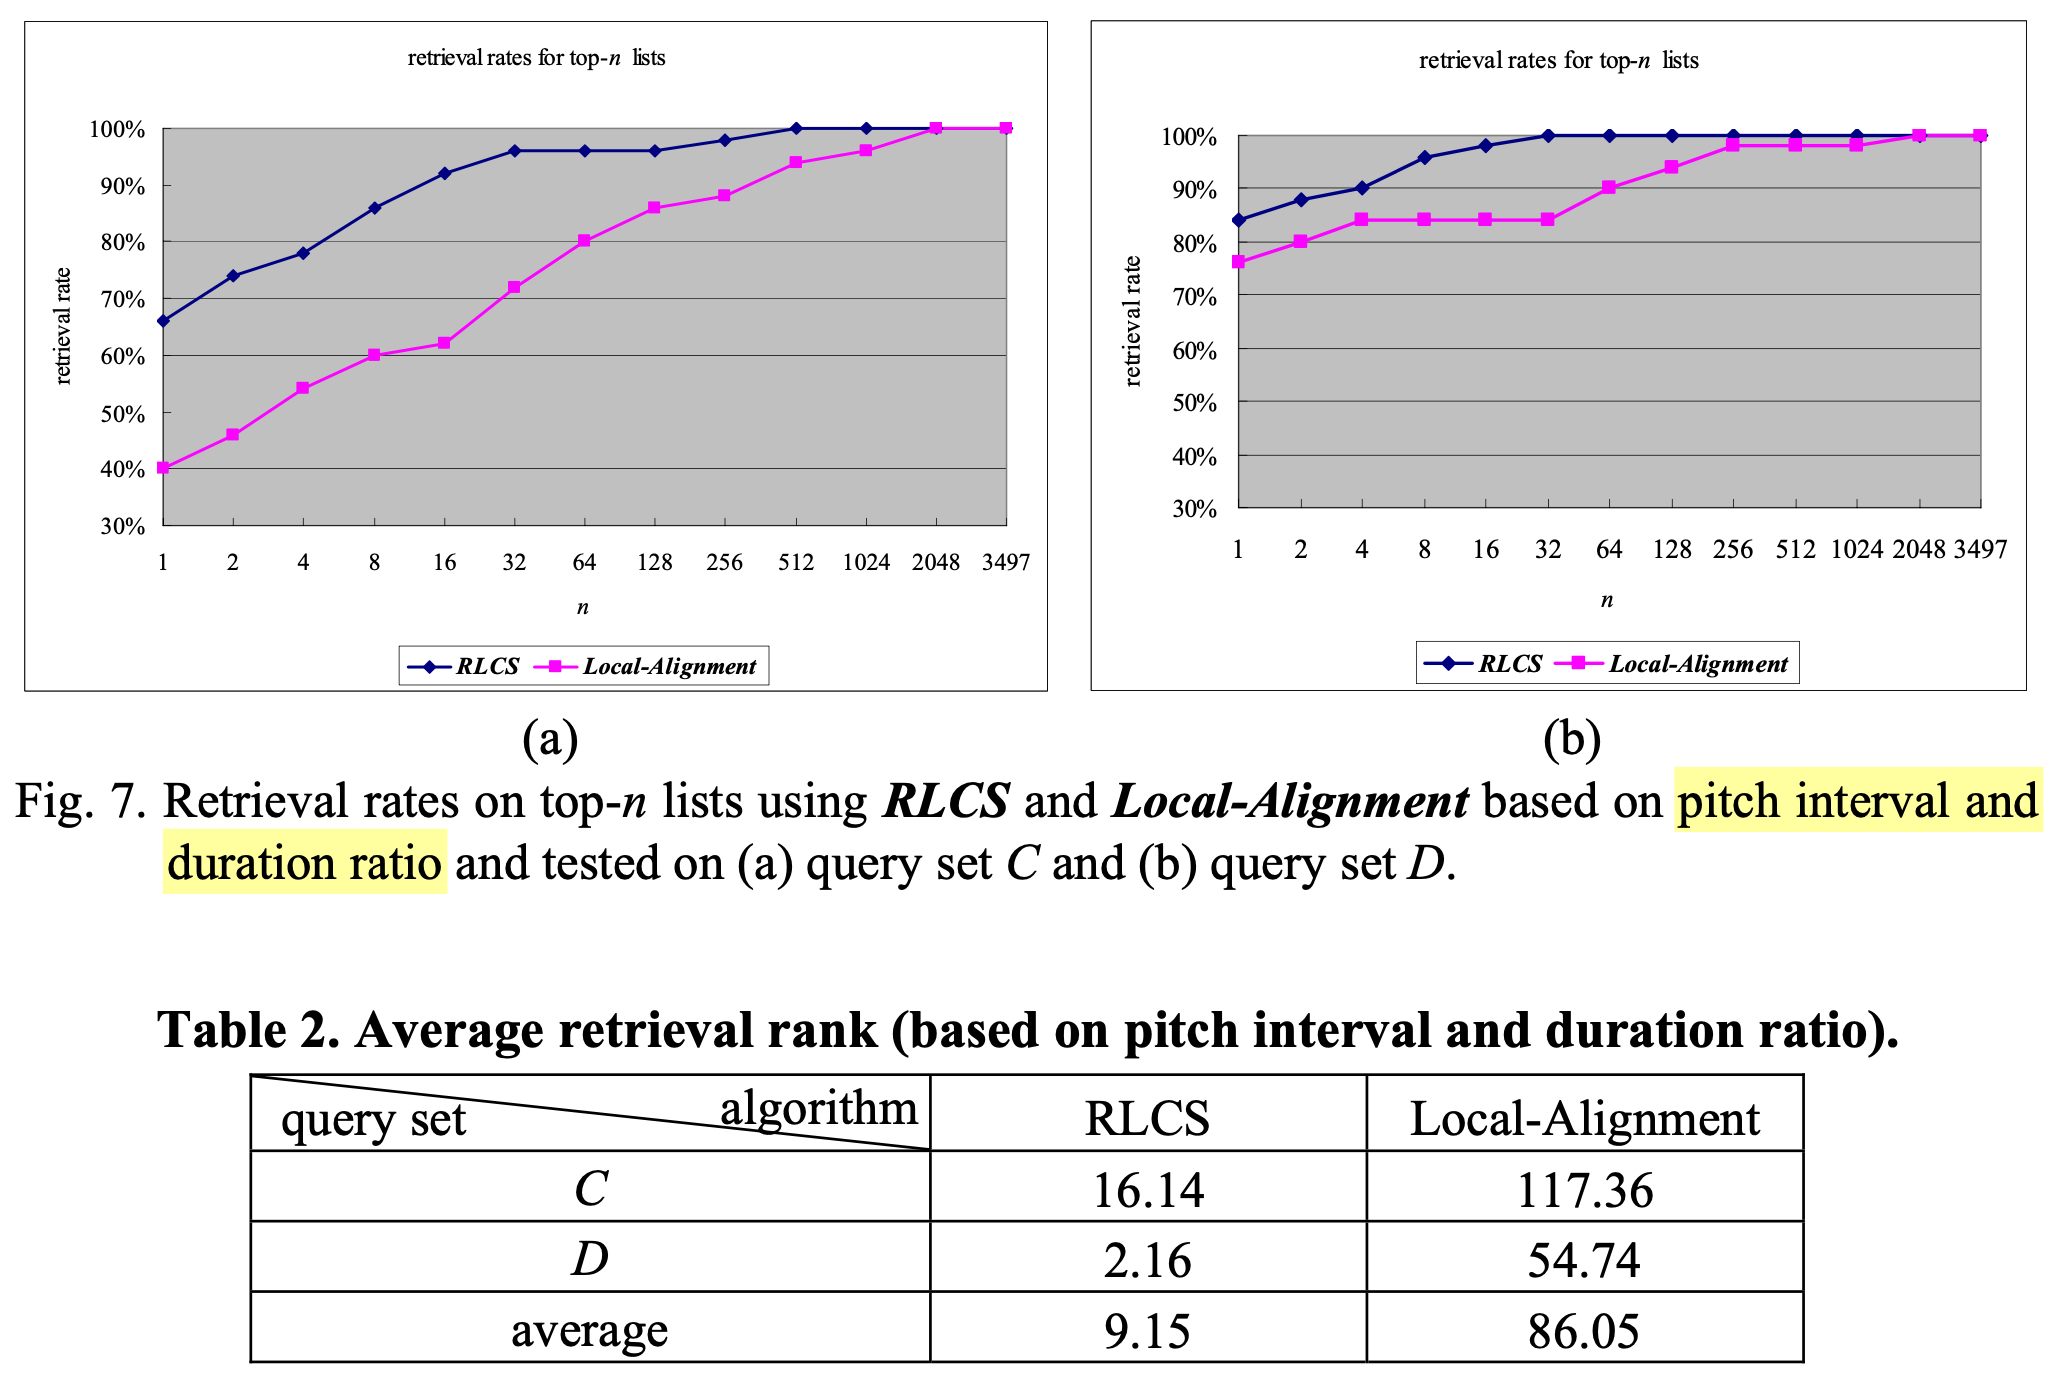 retrieval rates for top-n lists
100%
90%
80%
70%
60%
50%
40%
30%
retrieval rate
1 2 4 8 16 32 64 128 256 512 1024 2048 3497
n
RLCS Local-Alignment
(a)
retrieval rates for top-n lists
100%
90%
80%
70%
60%
50%
40%
30%
retrieval rate
1 2 4 8 16 32 64 128 256 512 1024 2048 3497
n
RLCS Local-Alignment
(b)
Fig. 7. Retrieval rates on top-n lists using RLCS and Local-Alignment based on pitch interval and
duration ratio and tested on (a) query set C and (b) query set D.
Table 2. Average retrieval rank (based on pitch interval and duration ratio).
query set algorithm RLCS Local-Alignment
C 16.14 117.36
D 2.16 54.74
average 9.15 86.05